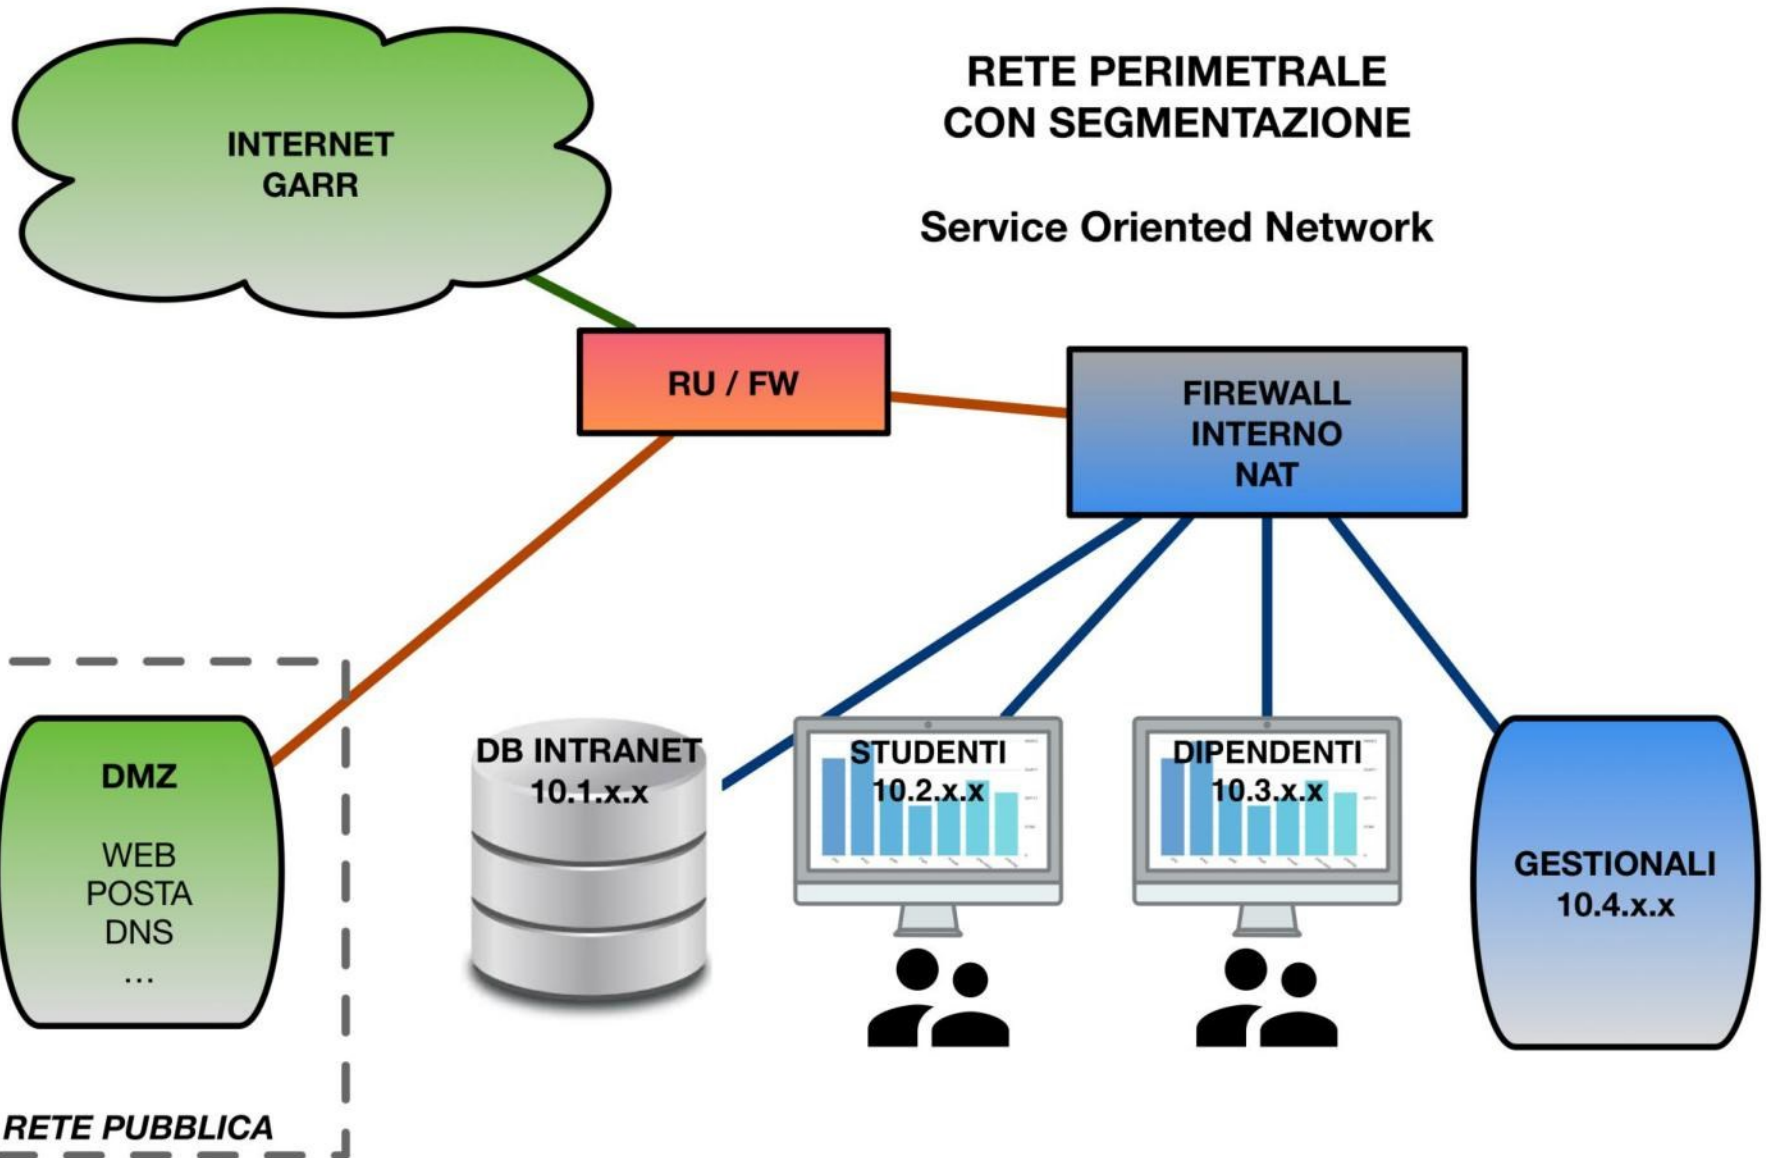 RETE PERIMETRALE
CON SEGMENTAZIONE
Service Oriented Network
INTERNET
GARR
RU / FW
FIREWALL
INTERNO
NAT
DMZ
WEB
POSTA
DNS
...
RETE PUBBLICA
DB INTRANET
10.1.x.x
STUDENTI
10.2.x.x
DIPENDENTI
10.3.x.x
GESTIONALI
10.4.x.x